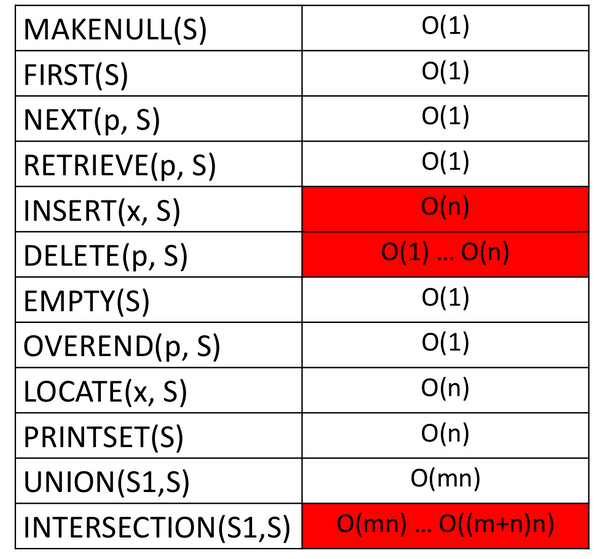 MAKENULL(S) O(1)
FIRST(S) O(1)
NEXT(p, S) O(1)
RETRIEVE(p, S) O(1)
INSERT(x, S) O(n)
DELETE(p, S) O(1) ... O(n)
EMPTY(S) O(1)
OVEREND(p, S) O(1)
LOCATE(x, S) O(n)
PRINTSET(S) O(n)
UNION(S1,S) O(mn)
INTERSECTION(S1,S) O(mn) ... O((m+n)n)